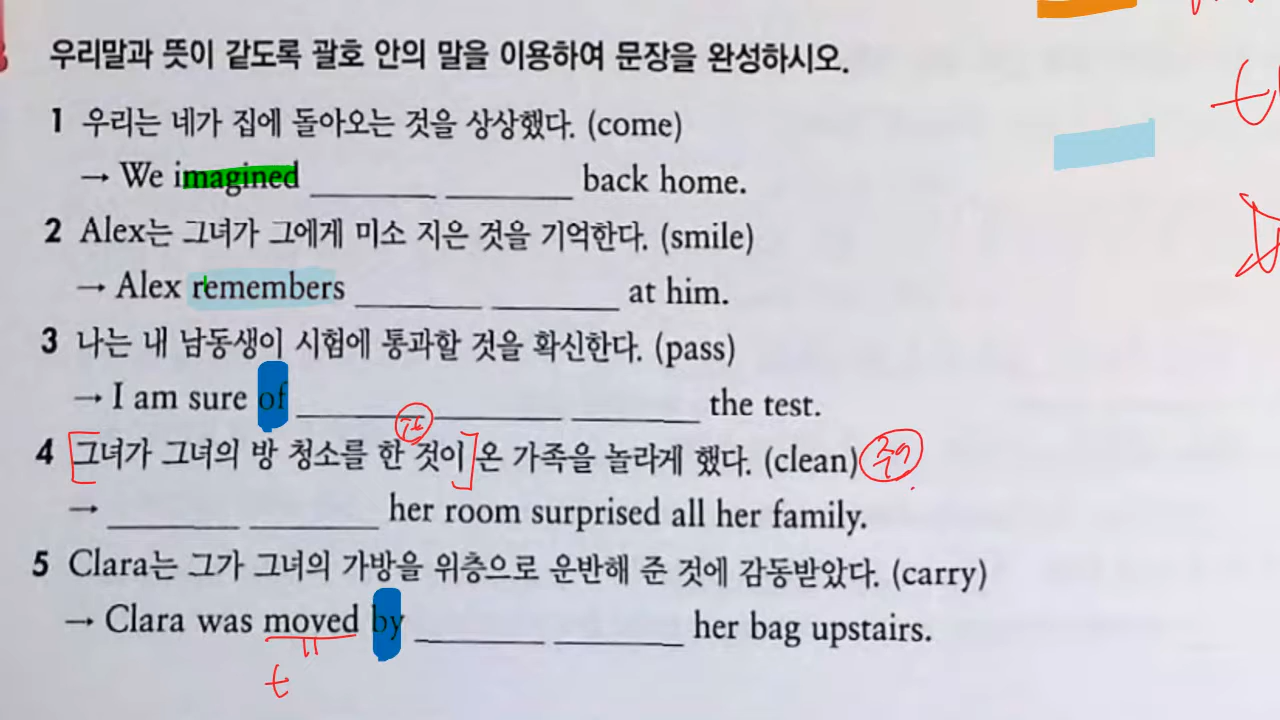 우리말과 뜻이 같도록 괄호 안의 말을 이용하여 문장을 완성하시오.
1 우리는 네가 집에 돌아오는 것을 상상했다. (come)
→ We imagined ________ ________ back home.
2 Alex는 그녀가 그에게 미소 지은 것을 기억한다. (smile)
→ Alex remembers ________ ________ at him.
3 나는 내 남동생이 시험에 통과할 것을 확신한다. (pass)
→ I am sure of ________ ________ ________ the test.
4 [그녀가 그녀의 방 청소를 한 것이] 온 가족을 놀라게 했다. (clean) 주어
→ ________ ________ her room surprised all her family.
5 Clara는 그가 그녀의 가방을 위층으로 운반해 준 것에 감동받았다. (carry)
→ Clara was moved by ________ ________ her bag upstairs.
t